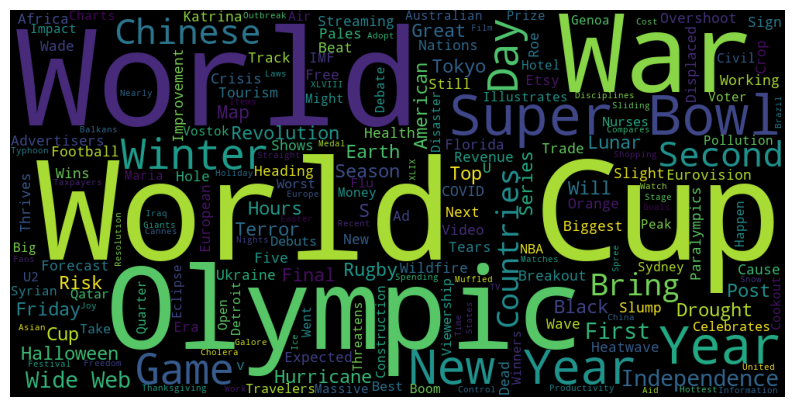 World
War
World Cup
Olympic
Super Bowl
New Year
Year
Winter
Game
Second
Day
Countries
Bring
Chinese
Independence
Wide Web
Revolution
Hurricane
Halloween
Friday
First
Drought
Tokyo
Great
American
Earth
Season
Hours
Terror
Final
Risk
Cup
Top
Will
Black
Post
Lunar
Series
Rugby
Map
Africa
Charts
Katrina
Outbreak
Air
Streaming
Australian
Prize
Genoa
Cost
Overshoot
Sign
Impact
Wade
Track
Pales
Beat
Film
Adopt
Nations
Roe
Hotel
Displaced
Crop
Civil
Laws
Nearly
Items
Improvement
Crisis
Tourism
IMF
Free
XLVIII
Might
Debate
Still
Etsy
Working
Disciplines
Sliding
Compares
Brazil
Voter
Illustrates
Nurses
Balkans
Typhoon
Vostok
Shows
Medal
Straight
Health
Disaster
Florida
Pollution
Advertisers
Football
Wins
Taxpayers
Maria
Hole
Heading
Holiday
Europe
Worst
Flu
Money
XLIX
COVID
U
Revenue
Trade
Slight
Eurovision
Shopping
Watch
Stage
Deals
Thrives
Iraq
Giants
Cannes
European
S
Ad
New
Video
Next
Biggest
Orange
Peak
Happen
Paralympics
Big
Fans
Resolution
Nights
Recent
Debuts
Five
Tears
NBA
Matches
Spree
Sydney
Cause
U2
Forecast
Syrian
Qatar
Eclipse
Ukraine
Wildfire
Spending
Muffled
TV
Breakout
Slump
Snow
Cookout
Era
Quarter
Open
Detroit
Threatens
Construction
Viewership
Time
States
Wave
China
Celebrates
United
Asian
Joy
Take
Went
Ice
Galore
Expected
Dead
Winners
Heatwave
Hottest
Festival
Freedom
Cholera
v
Travelers
Massive
Best
Boom
Control
Productivity
Aid
Information
Thanksgiving
Work